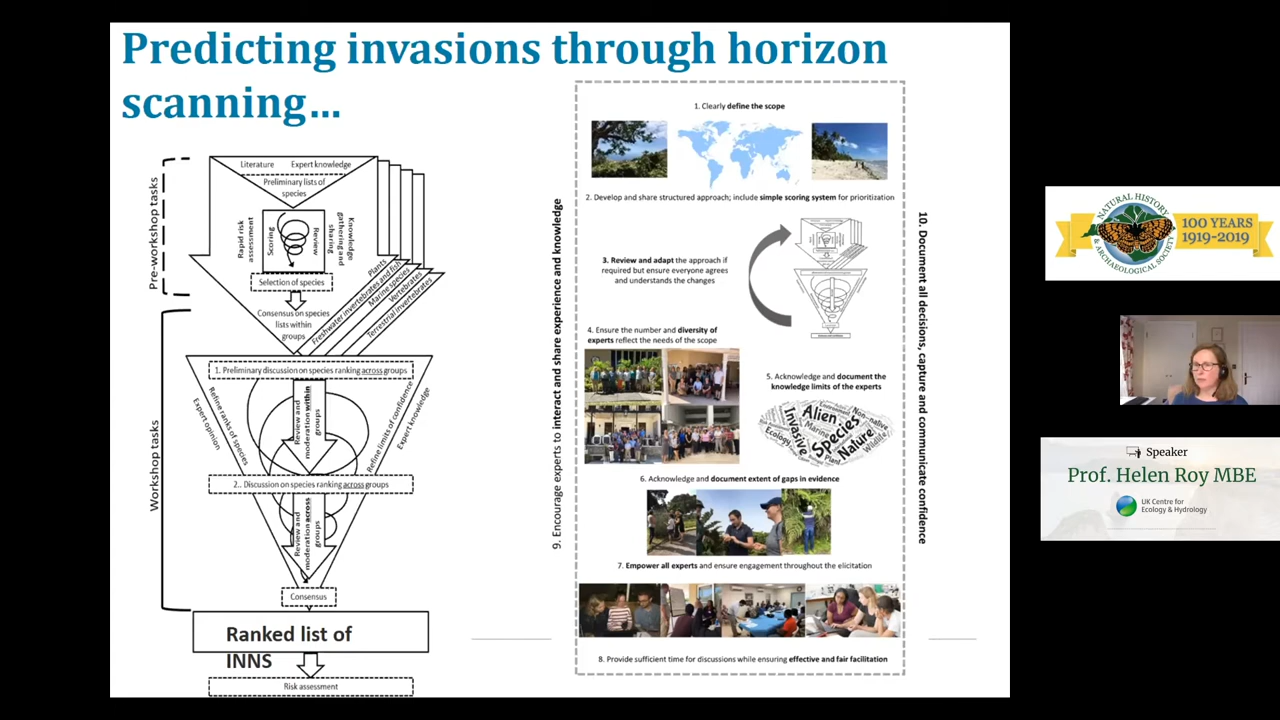 Predicting invasions through horizon
scanning...
Pre-workshop tasks
Literature Expert knowledge
Preliminary lists of
species
Rapid risk
assessment
Scoring
Review
Knowledge
gathering and
sharing
Selection of species
Consensus on species
lists within
groups
Plants
Freshwater invertebrates and fish
Marine species
Vertebrates
Terrestrial invertebrates
Workshop tasks
1. Preliminary discussion on species ranking across groups
Refine ranks of species
Expert opinion
Review and
moderation within
groups
Refine limits of confidence
Expert knowledge
2.. Discussion on species ranking across groups
Review and
moderation across
groups
Consensus
Ranked list of
INNS
Risk assessment
9. Encourage experts to interact and share experience and knowledge
1. Clearly define the scope
2. Develop and share structured approach; include simple scoring system for prioritization
3. Review and adapt the approach if
required but ensure everyone agrees
and understands the changes
4. Ensure the number and diversity of
experts reflect the needs of the scope
5. Acknowledge and document the
knowledge limits of the experts
Alien
Species
Invasive
Nature
Non-native
Wildlife
Ecology
Marine
Plant
6. Acknowledge and document extent of gaps in evidence
7. Empower all experts and ensure engagement throughout the elicitation
8. Provide sufficient time for discussions while ensuring effective and fair facilitation
10. Document all decisions, capture and communicate confidence
NATURAL HISTORY
& ARCHAEOLOGICAL SOCIETY
100 YEARS
1919-2019
Speaker
Prof. Helen Roy MBE
UK Centre for
Ecology & Hydrology